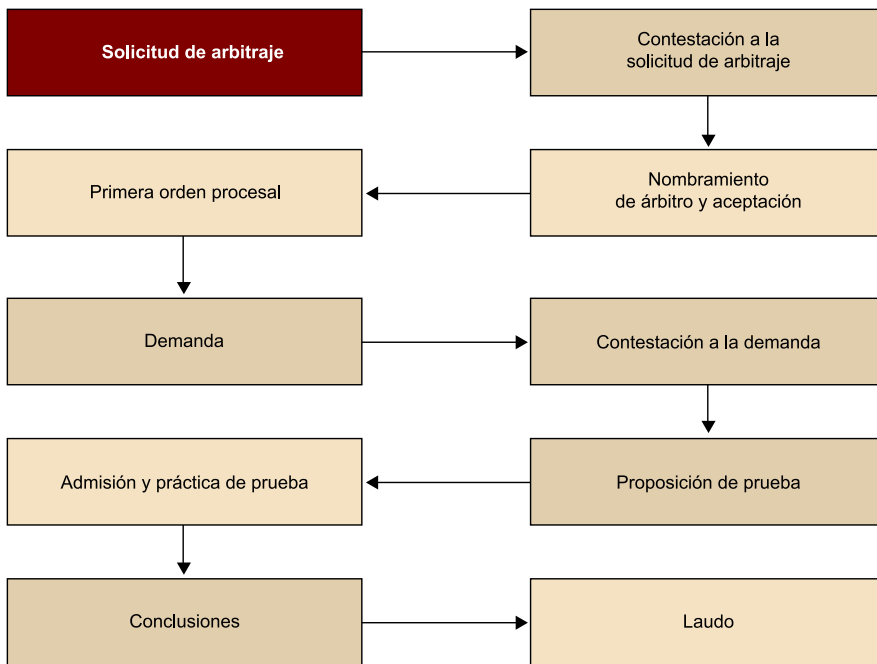 Solicitud de arbitraje
Contestación a la
solicitud de arbitraje
Primera orden procesal
Nombramiento
de árbitro y aceptación
Demanda
Contestación a la demanda
Admisión y práctica de prueba
Proposición de prueba
Conclusiones
Laudo